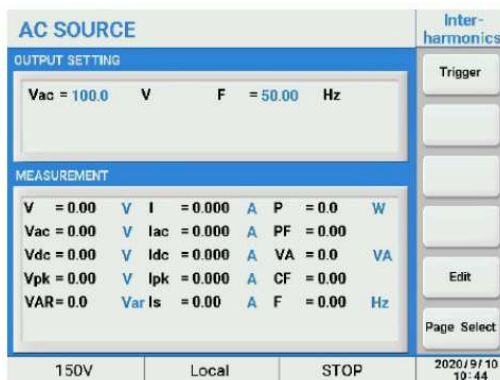 AC SOURCE
Inter-
harmonics
OUTPUT SETTING
Vac = 100.0 V F = 50.00 Hz
Trigger
MEASUREMENT
V = 0.00 V I = 0.000 A P = 0.0 W
Vac = 0.00 V Iac = 0.000 A PF = 0.00
Vdc = 0.00 V Idc = 0.000 A VA = 0.0 VA
Vpk = 0.00 V Ipk = 0.000 A CF = 0.00
VAR= 0.0 Var Is = 0.00 A F = 0.00 Hz
Edit
Page Select
150V Local STOP 2020/9/10
10:44